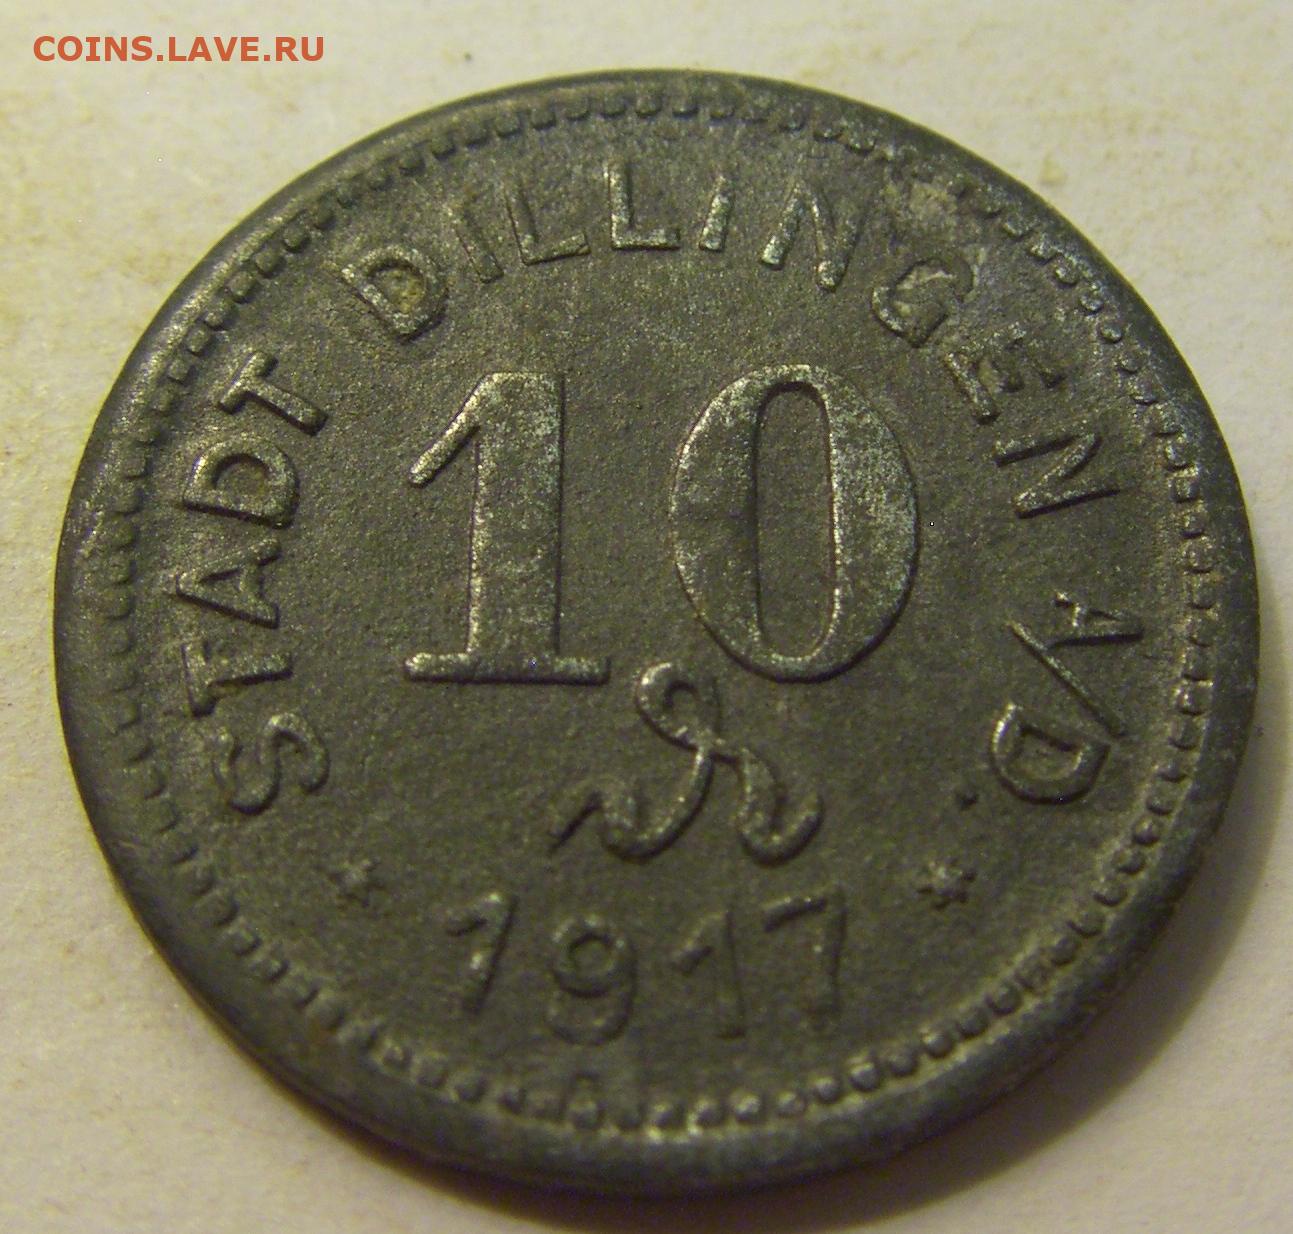 COINS.LAVE.RU
STADT DILLINGEN A/D.
10
* 1917 *